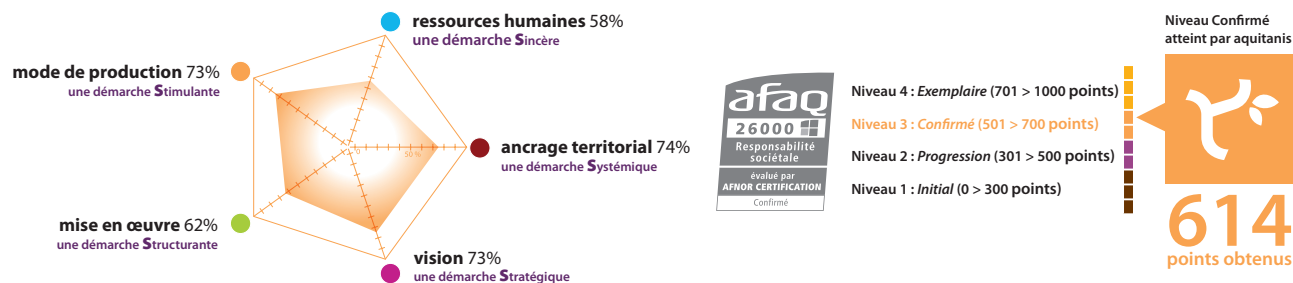 ressources humaines 58%
une démarche Sincère
mode de production 73%
une démarche Stimulante
ancrage territorial 74%
une démarche Systémique
0
50 %
mise en œuvre 62%
une démarche Structurante
vision 73%
une démarche Stratégique
afaq
26000
Responsabilité
sociétale
évalué par
AFNOR CERTIFICATION
Confirmé
Niveau 4 : Exemplaire (701 > 1000 points)
Niveau 3 : Confirmé (501 > 700 points)
Niveau 2 : Progression (301 > 500 points)
Niveau 1 : Initial (0 > 300 points)
Niveau Confirmé
atteint par aquitanis
614
points obtenus